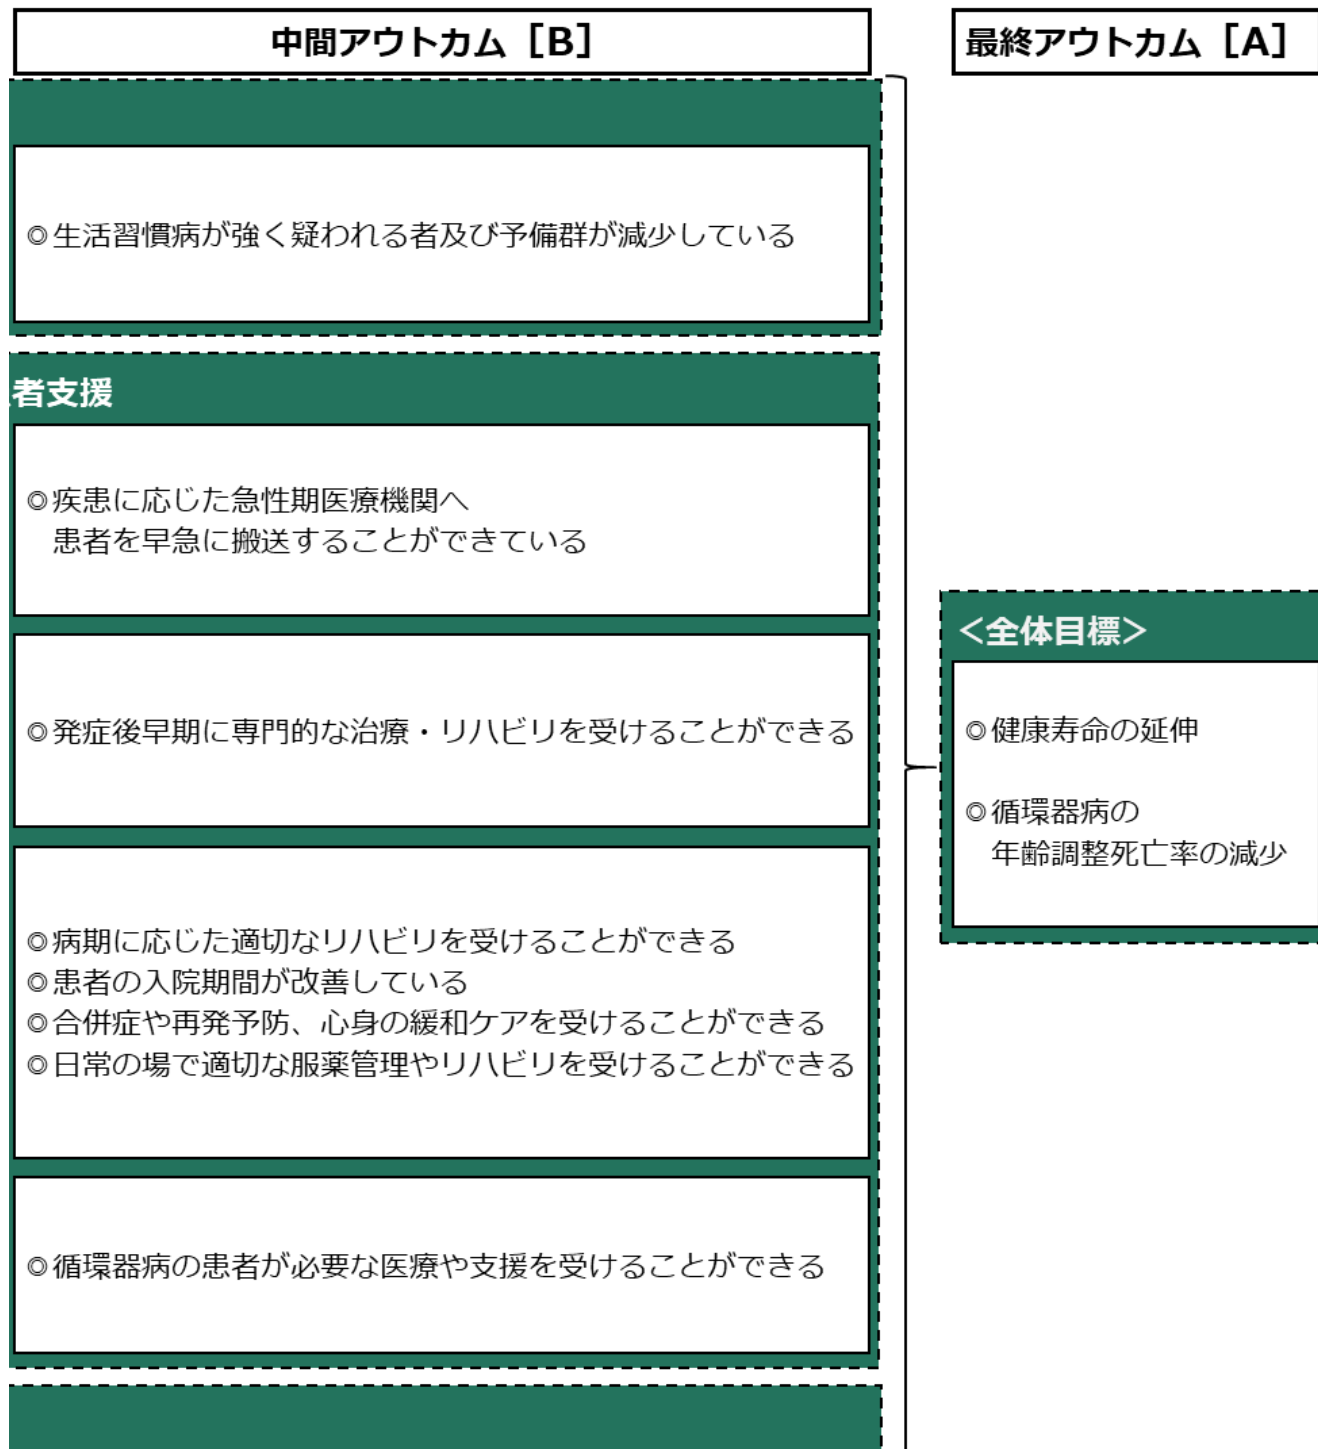 中間アウトカム［B］
最終アウトカム［A］
◎生活習慣病が強く疑われる者及び予備群が減少している
者支援
◎疾患に応じた急性期医療機関へ
患者を早急に搬送することができている
◎発症後早期に専門的な治療・リハビリを受けることができる
◎病期に応じた適切なリハビリを受けることができる
◎患者の入院期間が改善している
◎合併症や再発予防、心身の緩和ケアを受けることができる
◎日常の場で適切な服薬管理やリハビリを受けることができる
◎循環器病の患者が必要な医療や支援を受けることができる
＜全体目標＞
◎健康寿命の延伸
◎循環器病の
年齢調整死亡率の減少